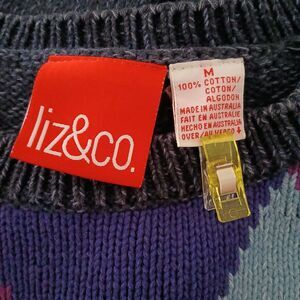 liz&co.
M
100% COTTON/
COTON/
ALGODON
MADE IN AUSTRALIA
FAIT EN AUSTRALIE
HECHO EN AUSTRALIA
OVER/AU VERSO